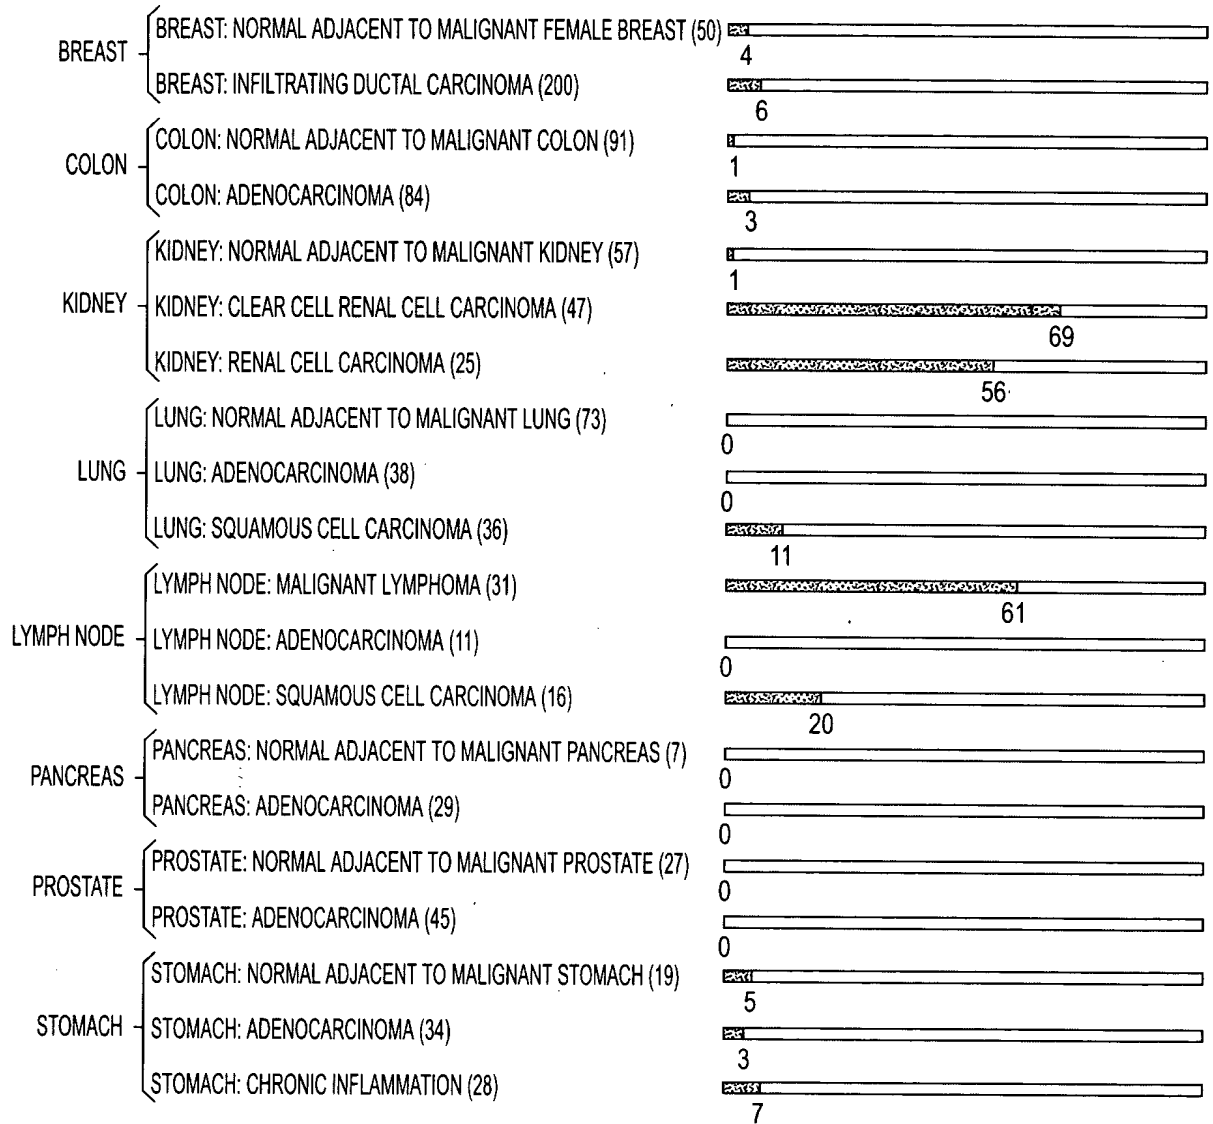 BREAST
BREAST: NORMAL ADJACENT TO MALIGNANT FEMALE BREAST (50)
4
BREAST: INFILTRATING DUCTAL CARCINOMA (200)
6
COLON
COLON: NORMAL ADJACENT TO MALIGNANT COLON (91)
1
COLON: ADENOCARCINOMA (84)
3
KIDNEY
KIDNEY: NORMAL ADJACENT TO MALIGNANT KIDNEY (57)
1
KIDNEY: CLEAR CELL RENAL CELL CARCINOMA (47)
69
KIDNEY: RENAL CELL CARCINOMA (25)
56
LUNG
LUNG: NORMAL ADJACENT TO MALIGNANT LUNG (73)
0
LUNG: ADENOCARCINOMA (38)
0
LUNG: SQUAMOUS CELL CARCINOMA (36)
11
LYMPH NODE
LYMPH NODE: MALIGNANT LYMPHOMA (31)
61
LYMPH NODE: ADENOCARCINOMA (11)
0
LYMPH NODE: SQUAMOUS CELL CARCINOMA (16)
20
PANCREAS
PANCREAS: NORMAL ADJACENT TO MALIGNANT PANCREAS (7)
0
PANCREAS: ADENOCARCINOMA (29)
0
PROSTATE
PROSTATE: NORMAL ADJACENT TO MALIGNANT PROSTATE (27)
0
PROSTATE: ADENOCARCINOMA (45)
0
STOMACH
STOMACH: NORMAL ADJACENT TO MALIGNANT STOMACH (19)
5
STOMACH: ADENOCARCINOMA (34)
3
STOMACH: CHRONIC INFLAMMATION (28)
7